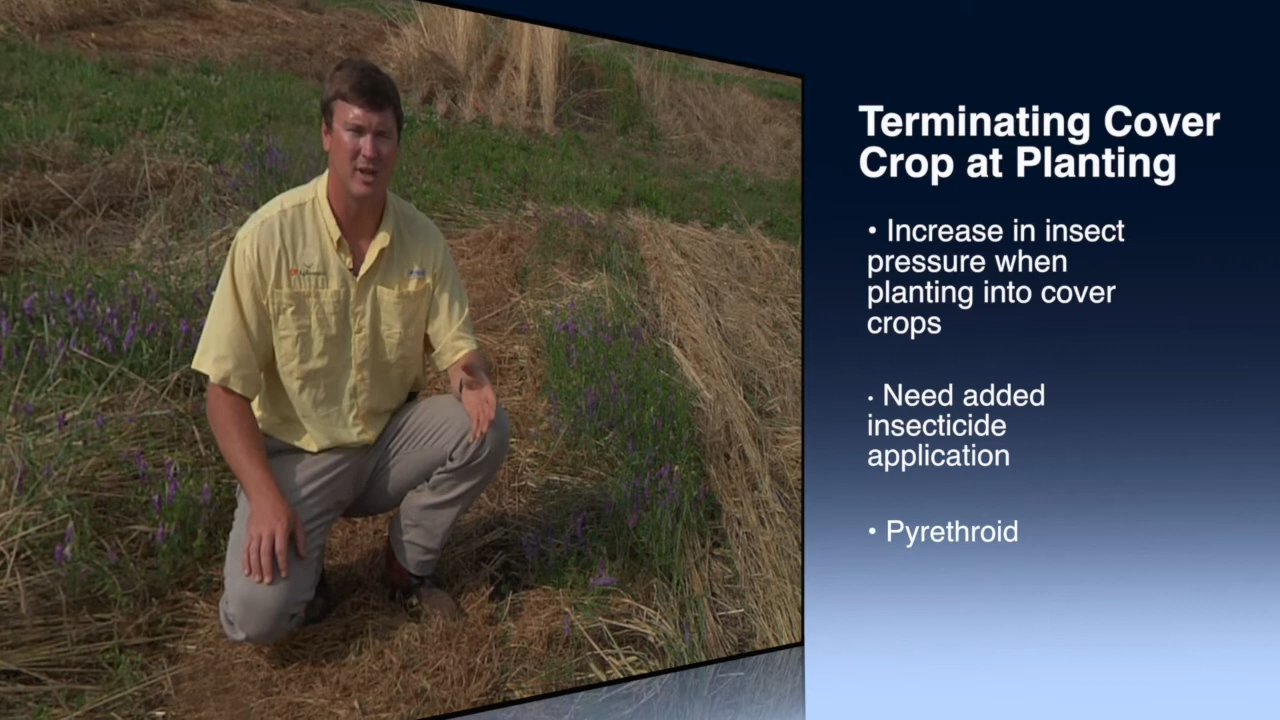 Terminating Cover
Crop at Planting
• Increase in insect
pressure when
planting into cover
crops
• Need added
insecticide
application
• Pyrethroid